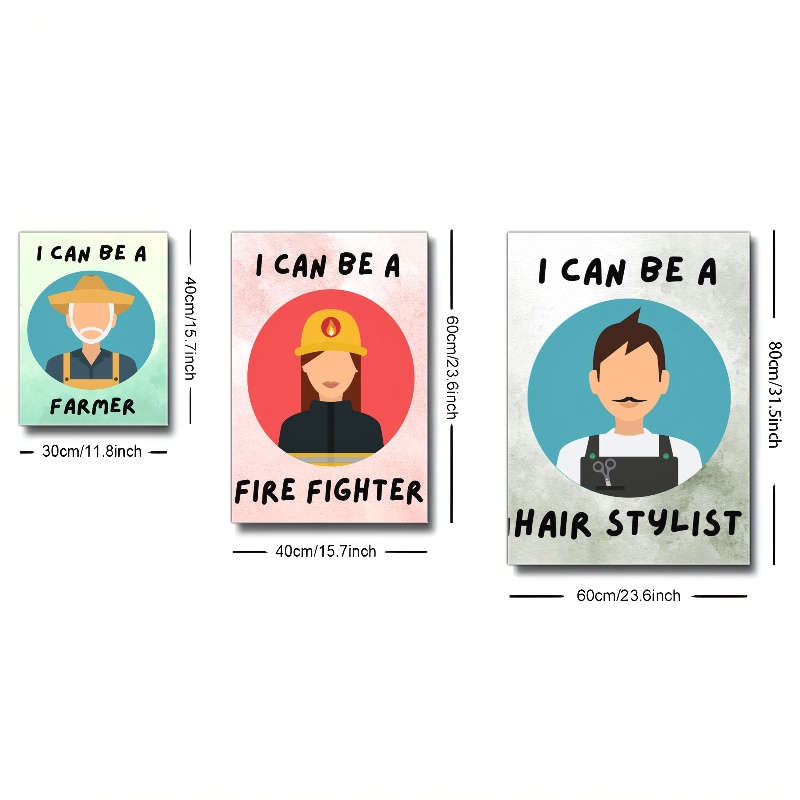 I CAN BE A
FARMER
40cm/15.7inch
30cm/11.8inch
I CAN BE A
FIRE FIGHTER
60cm/23.6inch
40cm/15.7inch
I CAN BE A
HAIR STYLIST
80cm/31.5inch
60cm/23.6inch